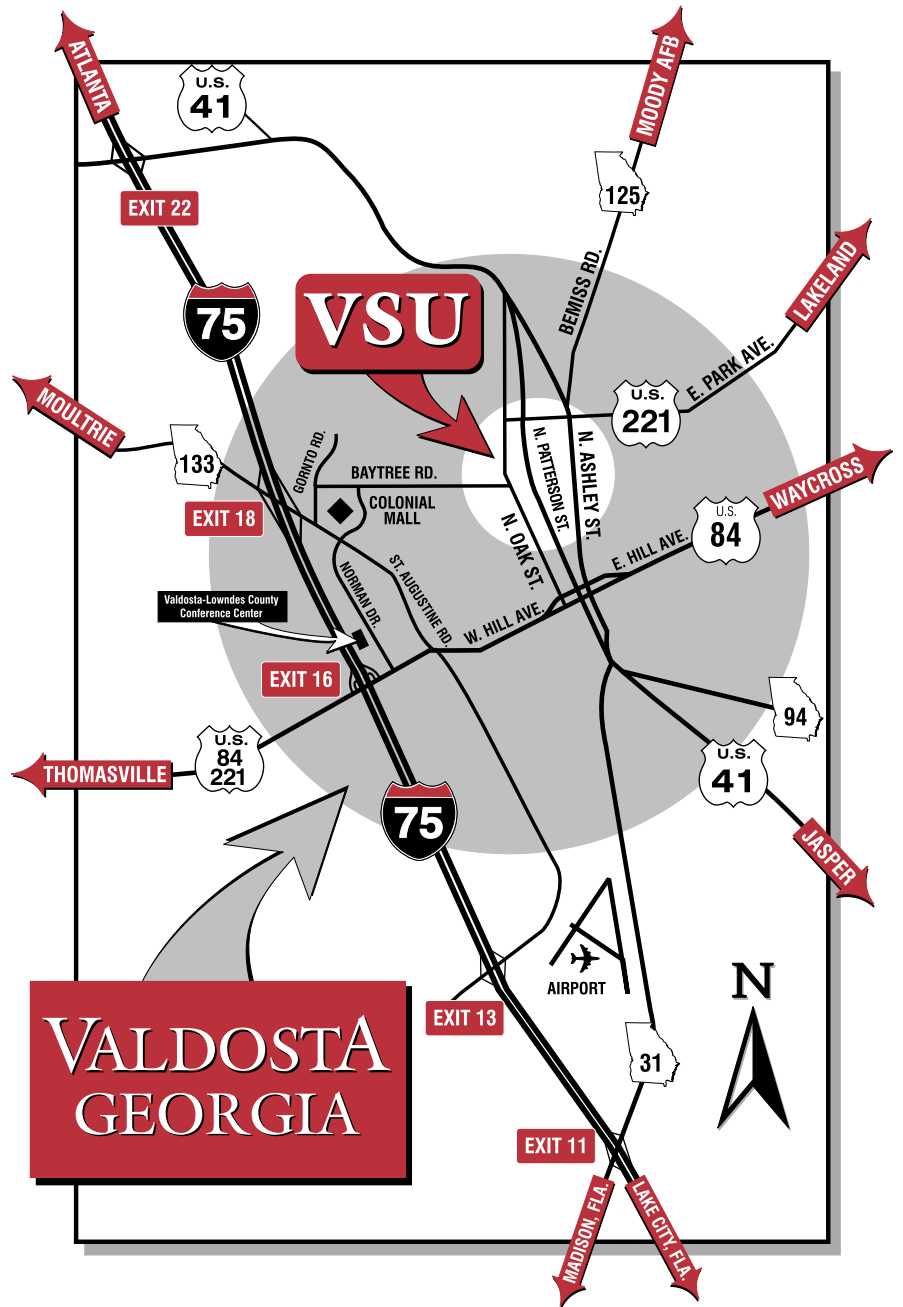 ATLANTA
U.S.
41
MOODY AFB
125
EXIT 22
BEMISS RD.
LAKELAND
75
VSU
E. PARK AVE.
U.S.
221
MOULTRIE
133
GORNTO RD.
BAYTREE RD.
N. PATTERSON ST.
N. ASHLEY ST.
WAYCROSS
EXIT 18
COLONIAL
MALL
N. OAK ST.
U.S.
84
E. HILL AVE.
NORMAN DR.
ST. AUGUSTINE RD.
Valdosta-Lowndes County
Conference Center
W. HILL AVE.
EXIT 16
94
THOMASVILLE
U.S.
84
221
U.S.
41
75
JASPER
AIRPORT
N
EXIT 13
VALDOSTA
GEORGIA
31
EXIT 11
MADISON, FLA.
LAKE CITY, FLA.